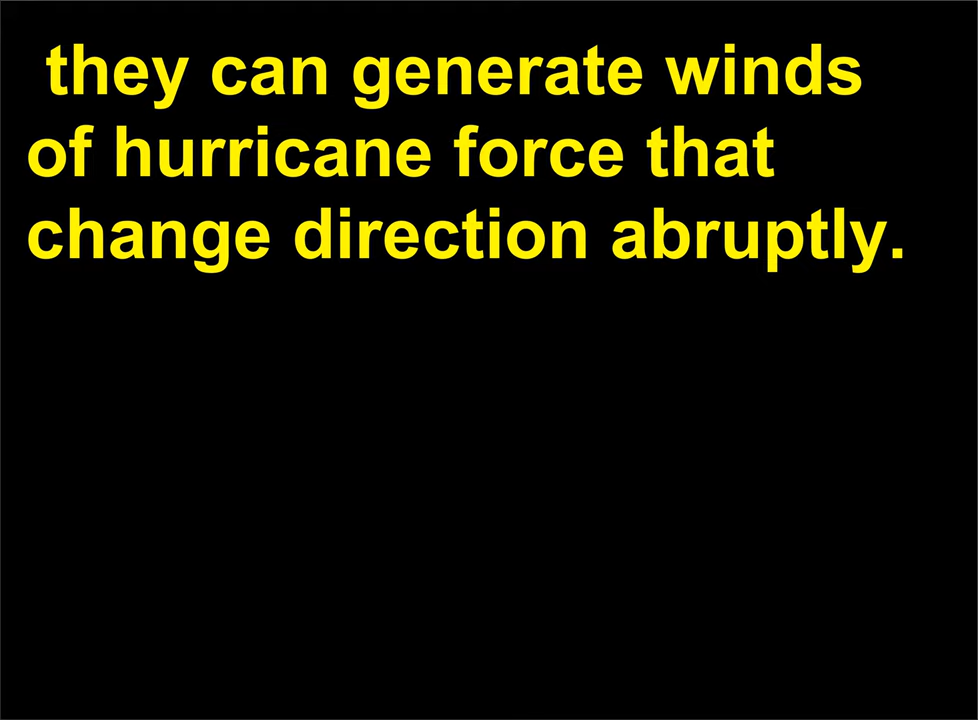 they can generate winds
of hurricane force that
change direction abruptly.